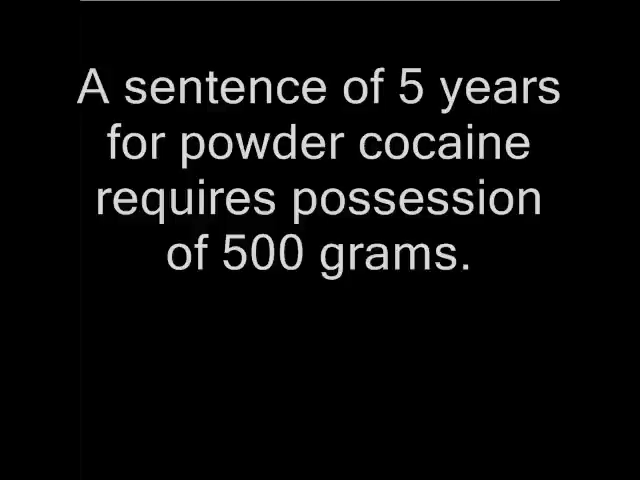 A sentence of 5 years
for powder cocaine
requires possession
of 500 grams.